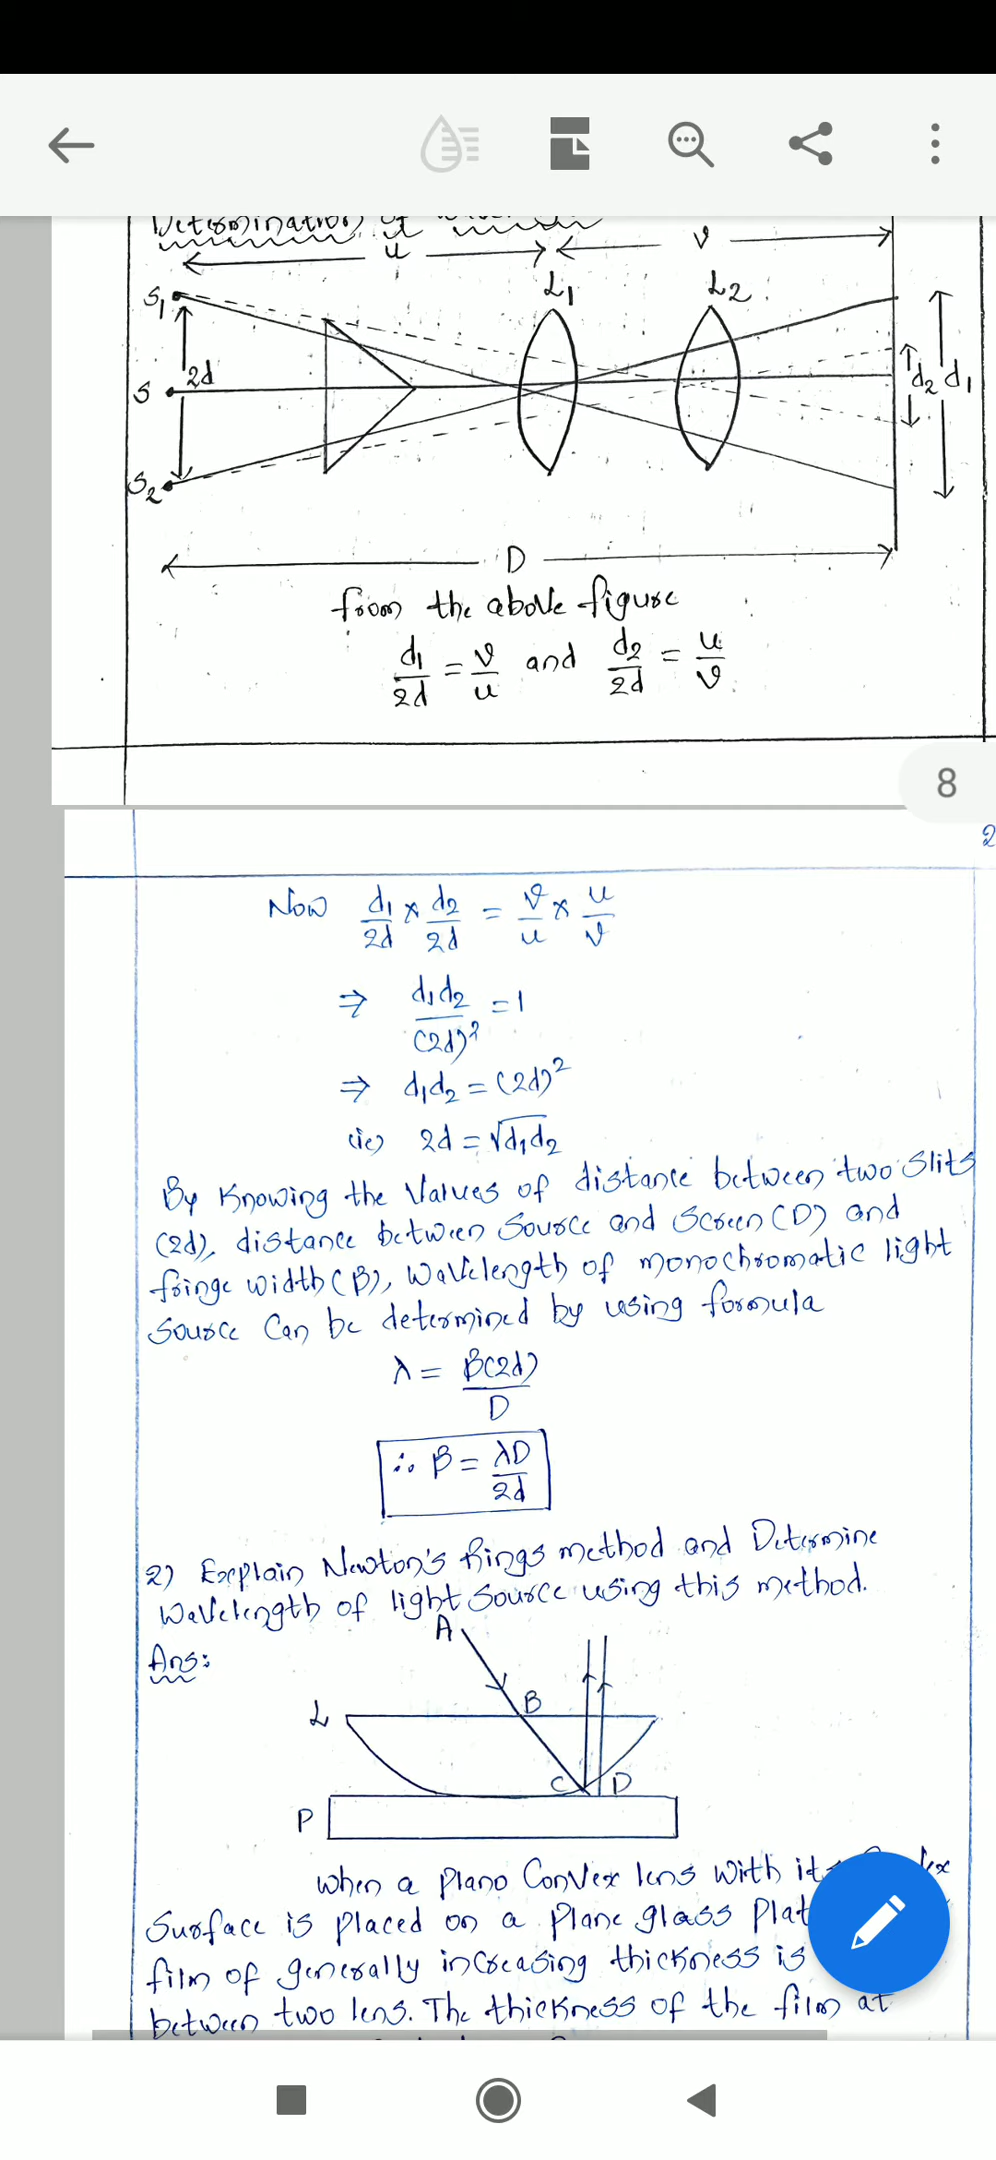 Determination of
u
v
S1
L1
L2
2d
S
d2 d1
S2
D
from the above figure
d1/2d = v/u and d2/2d = u/v
8
2
Now d1/2d × d2/2d = v/u × u/v
⇒ d1d2/(2d)² = 1
⇒ d1d2 = (2d)²
(ie) 2d = √d1d2
By Knowing the Values of distance between two slits
(2d), distance between Source and Screen (D) and
fringe width (β), Wavelength of monochromatic light
Source Can be determined by using formula
λ = β(2d)/D
∴ β = λD/2d
2) Explain Newton's Rings method and Determine
Wavelength of light Source using this method.
Ans:
A
B
L
C D
P
When a Plano Convex lens with
Surface is placed on a Plane glass
film of generally increasing thickness is
between two lens. The thickness of the film at